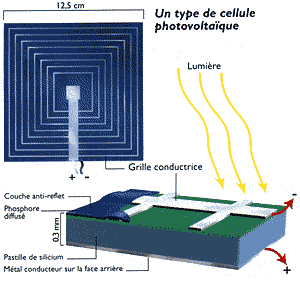 12,5 cm
Un type de cellule
photovoltaïque
Lumière
+ -
Grille conductrice
Couche anti-reflet
Phosphore
diffusé
-
0,3 mm
Pastille de silicium
Métal conducteur sur la face arrière
+